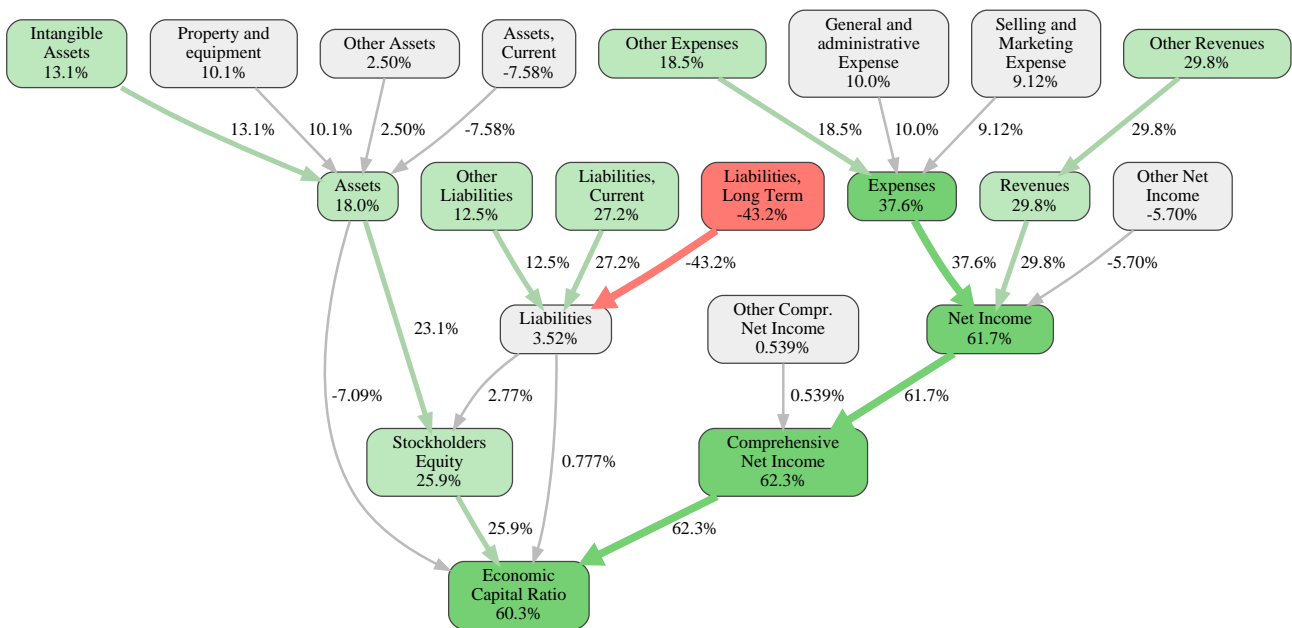 Intangible
Assets
13.1%
Property and
equipment
10.1%
Other Assets
2.50%
Assets,
Current
-7.58%
Other Expenses
18.5%
General and
administrative
Expense
10.0%
Selling and
Marketing
Expense
9.12%
Other Revenues
29.8%
13.1%
10.1%
2.50%
-7.58%
18.5%
10.0%
9.12%
29.8%
Assets
18.0%
Other
Liabilities
12.5%
Liabilities,
Current
27.2%
Liabilities,
Long Term
-43.2%
Expenses
37.6%
Revenues
29.8%
Other Net
Income
-5.70%
12.5%
27.2%
-43.2%
37.6%
29.8%
-5.70%
23.1%
Liabilities
3.52%
Other Compr.
Net Income
0.539%
Net Income
61.7%
-7.09%
2.77%
0.539%
61.7%
Stockholders
Equity
25.9%
0.777%
Comprehensive
Net Income
62.3%
25.9%
62.3%
Economic
Capital Ratio
60.3%